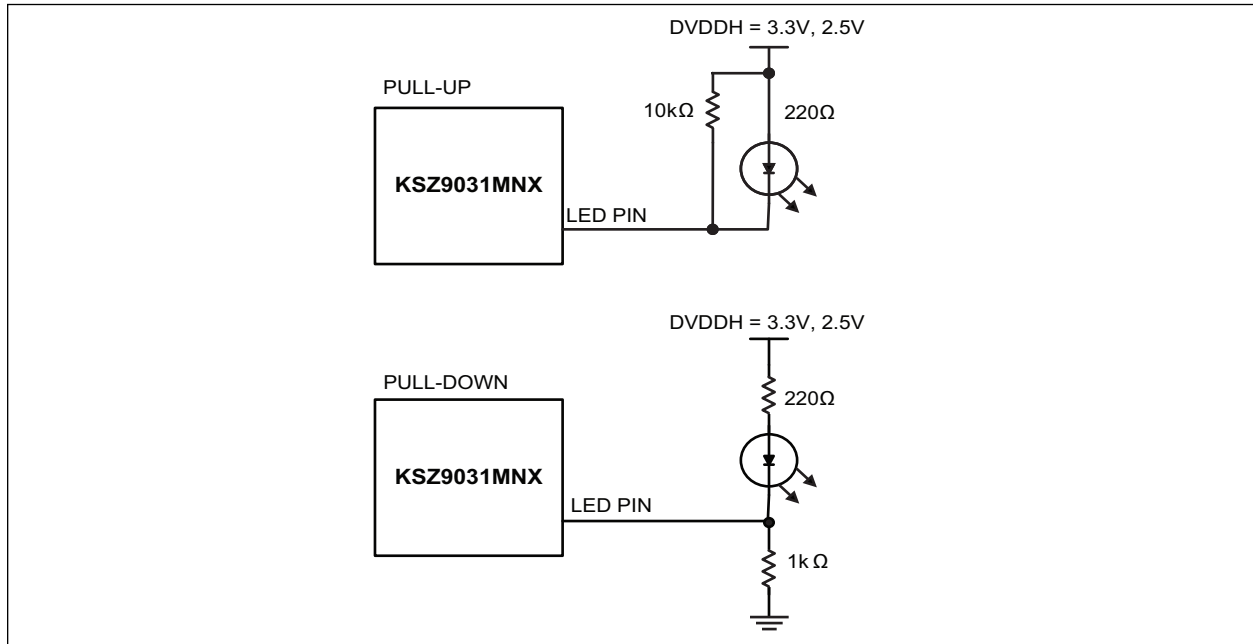 DVDDH = 3.3V, 2.5V
PULL-UP
10kΩ
220Ω
KSZ9031MNX
LED PIN
DVDDH = 3.3V, 2.5V
PULL-DOWN
220Ω
KSZ9031MNX
LED PIN
1k Ω